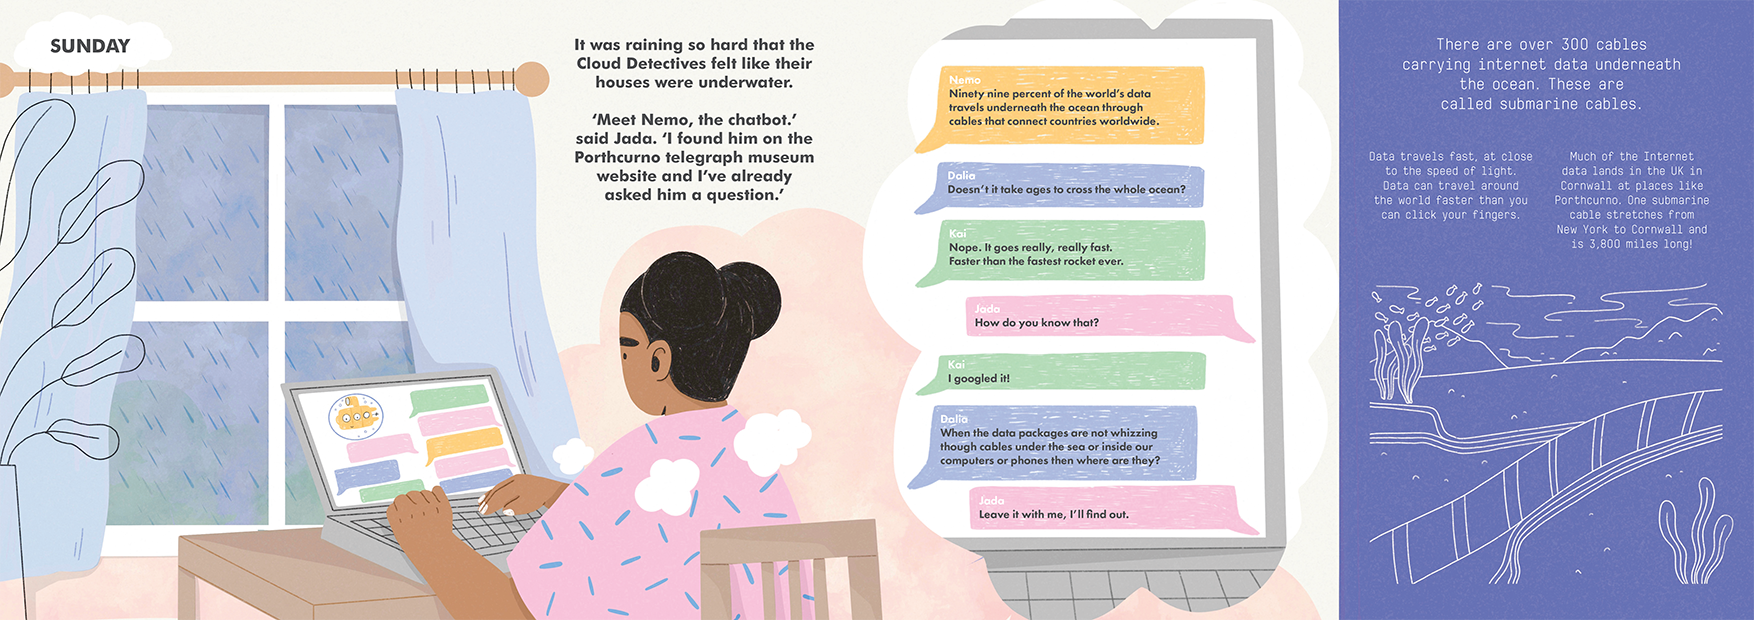 SUNDAY
It was raining so hard that the
Cloud Detectives felt like their
houses were underwater.
‘Meet Nemo, the chatbot.’
said Jada. ‘I found him on the
Porthcurno telegraph museum
website and I’ve already
asked him a question.’
Nemo
Ninety nine percent of the world’s data
travels underneath the ocean through
cables that connect countries worldwide.
Dalia
Doesn’t it take ages to cross the whole ocean?
Kai
Nope. It goes really, really fast.
Faster than the fastest rocket ever.
Jada
How do you know that?
Kai
I googled it!
Dalia
When the data packages are not whizzing
though cables under the sea or inside our
computers or phones then where are they?
Jada
Leave it with me, I’ll find out.
There are over 300 cables
carrying internet data underneath
the ocean. These are
called submarine cables.
Data travels fast, at close
to the speed of light.
Data can travel around
the world faster than you
can click your fingers.
Much of the Internet
data lands in the UK in
Cornwall at places like
Porthcurno. One submarine
cable stretches from
New York to Cornwall and
is 3,800 miles long!